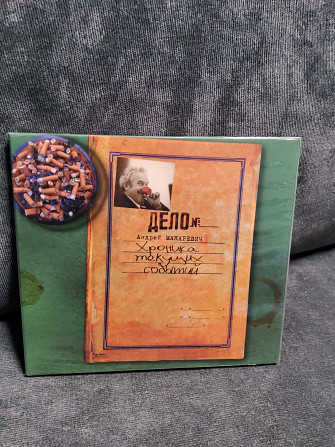 ДЕЛО №
Андрей МАКАРЕВИЧ
Хроника
текущих
событий